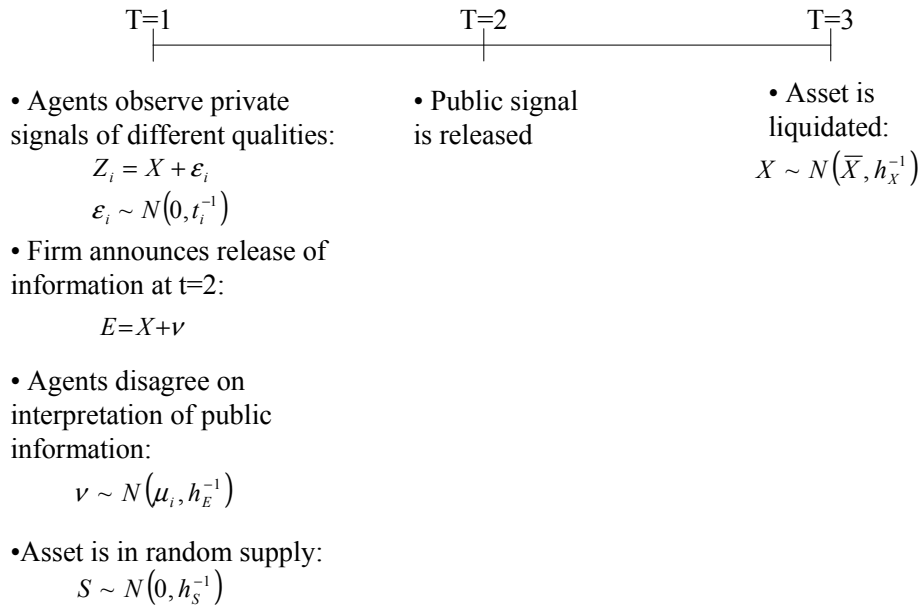 T=1 T=2 T=3
• Agents observe private
signals of different qualities:
Z_i = X + ε_i
ε_i ~ N(0, t_i^{-1})
• Firm announces release of
information at t=2:
E=X+ν
• Agents disagree on
interpretation of public
information:
ν ~ N(μ_i, h_E^{-1})
•Asset is in random supply:
S ~ N(0, h_S^{-1})
• Public signal
is released
• Asset is
liquidated:
X ~ N(X̅, h_X^{-1})